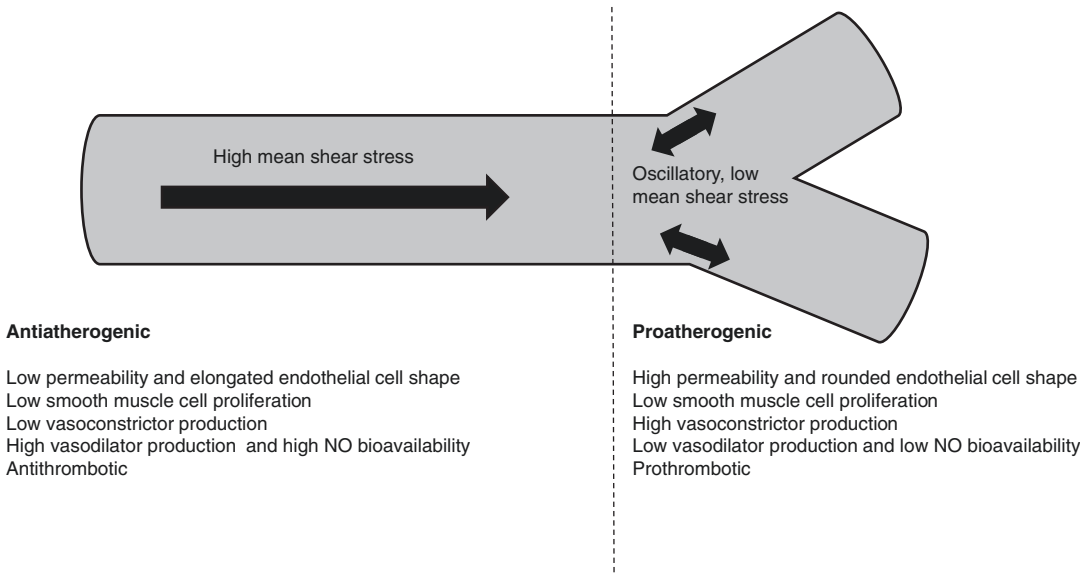 High mean shear stress
Oscillatory, low
mean shear stress
Antiatherogenic
Low permeability and elongated endothelial cell shape
Low smooth muscle cell proliferation
Low vasoconstrictor production
High vasodilator production and high NO bioavailability
Antithrombotic
Proatherogenic
High permeability and rounded endothelial cell shape
Low smooth muscle cell proliferation
High vasoconstrictor production
Low vasodilator production and low NO bioavailability
Prothrombotic